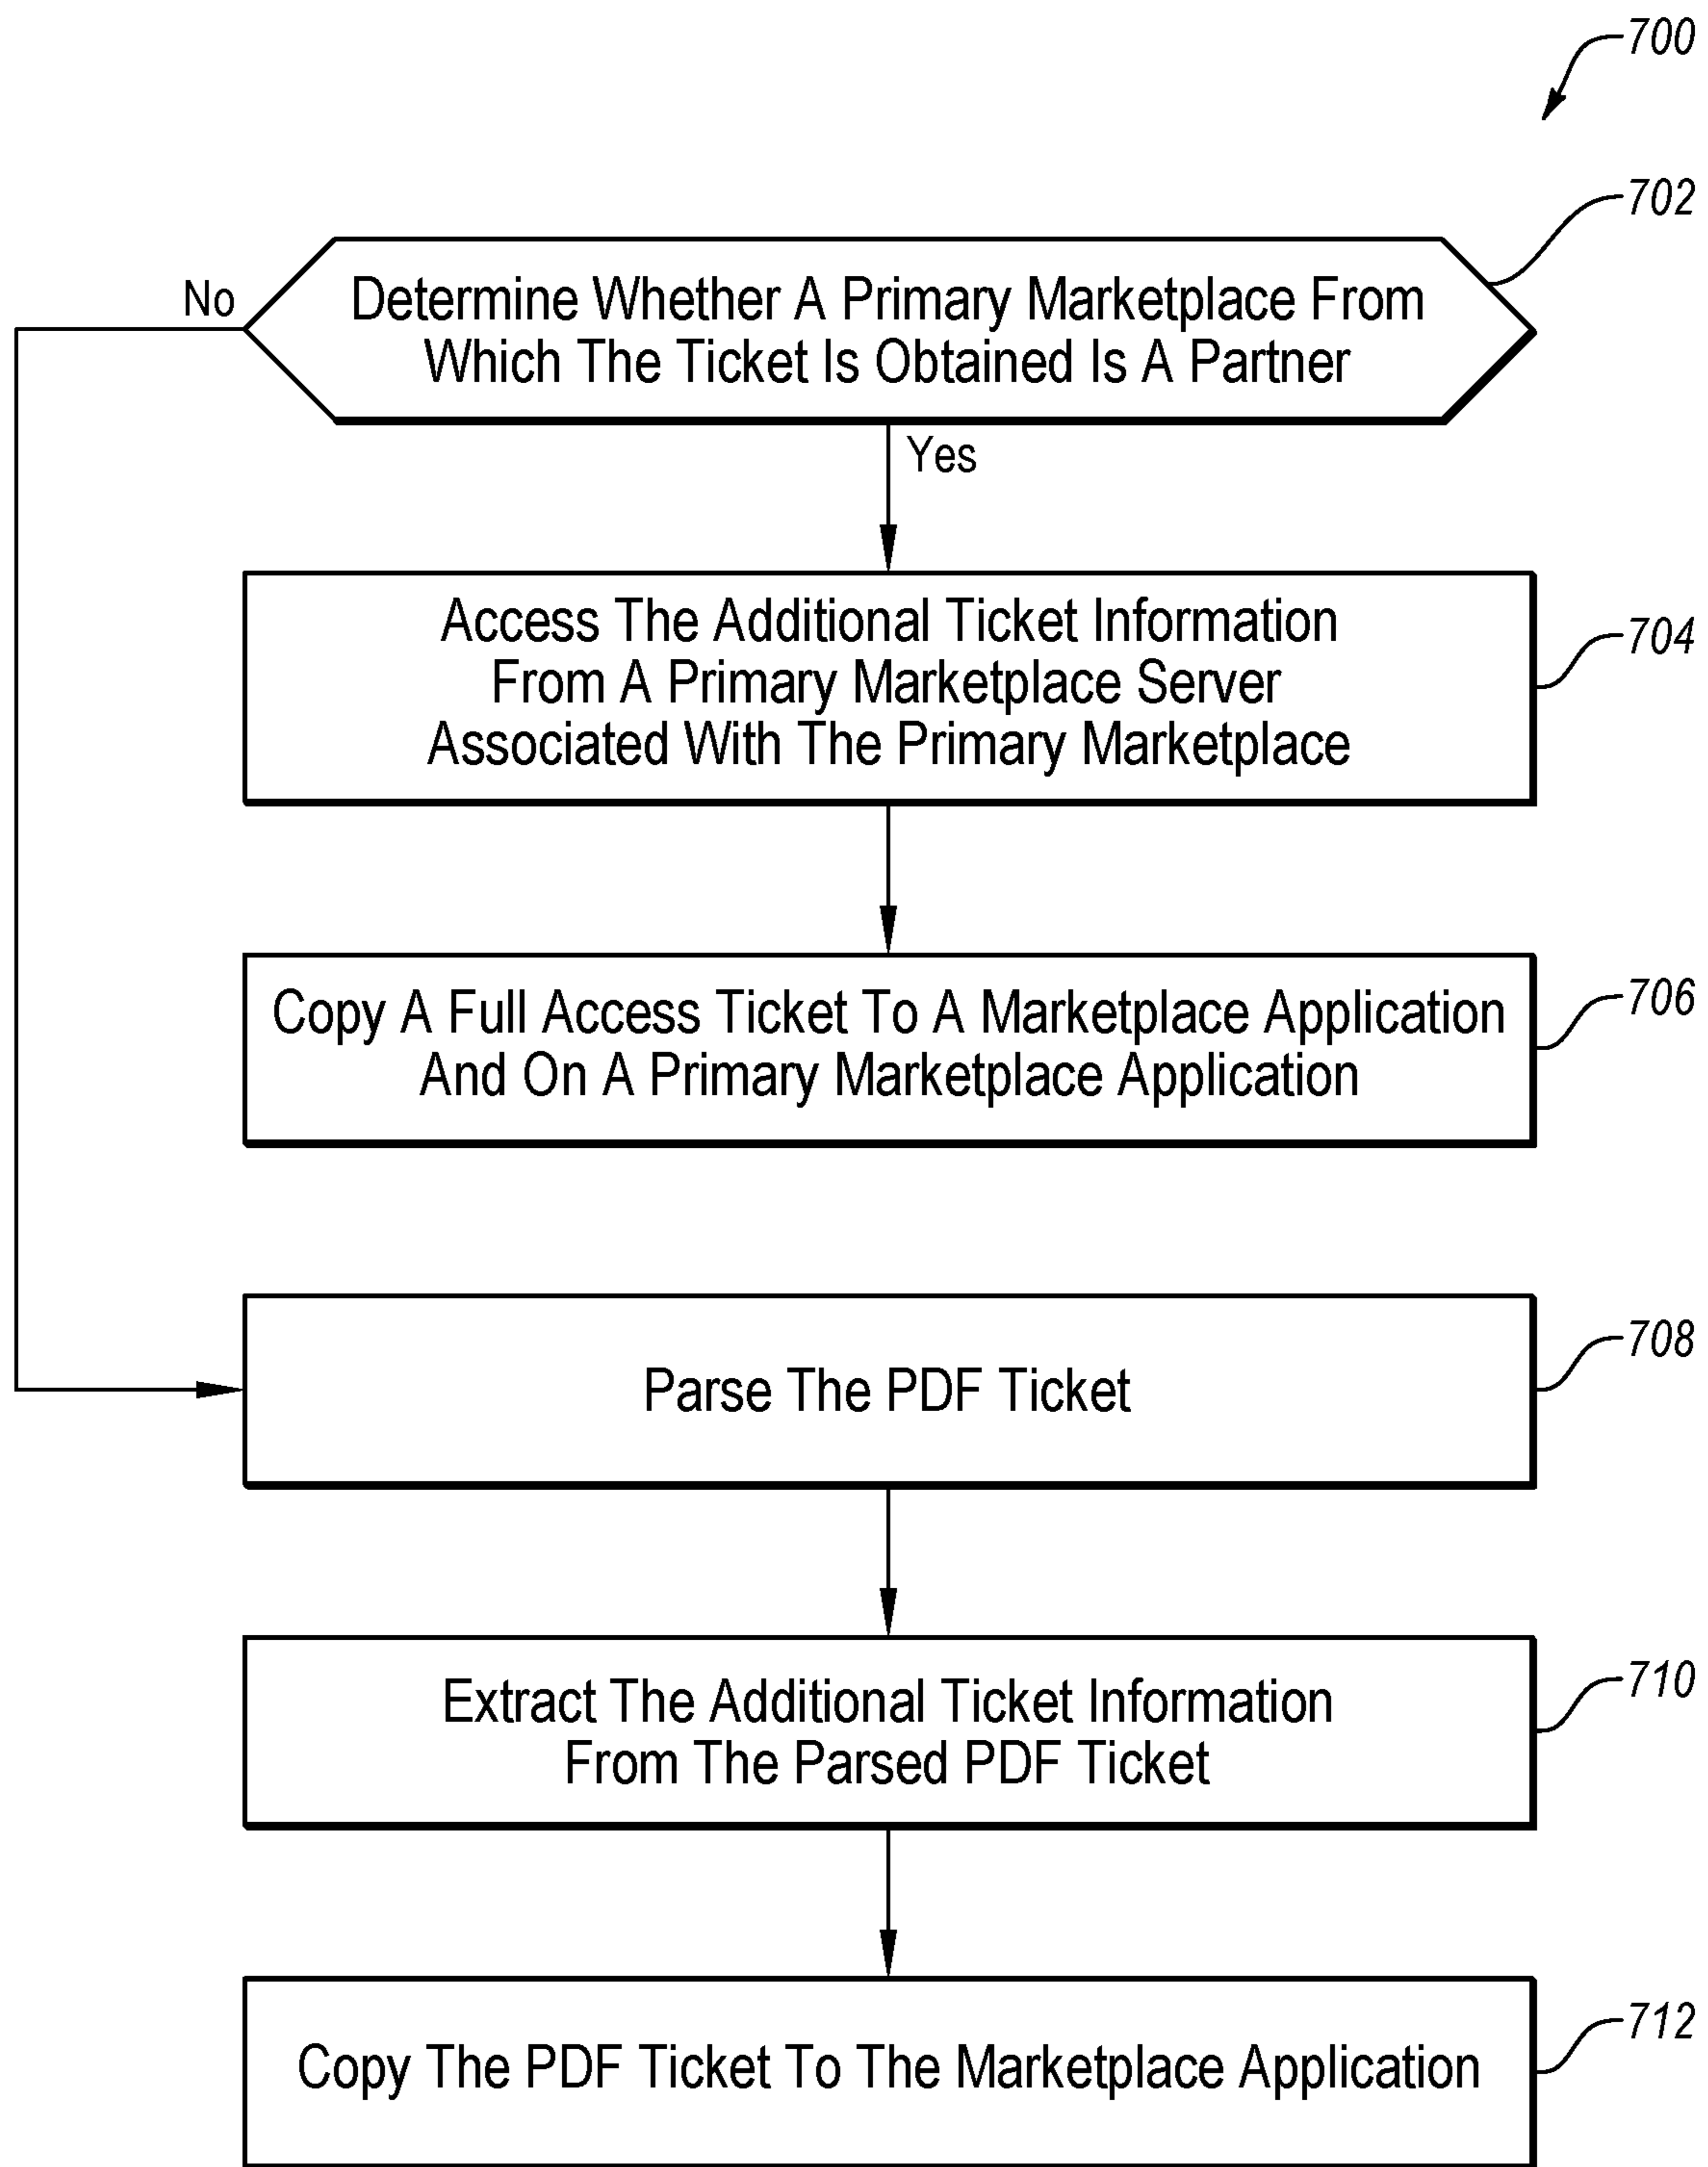 700
702
No
Determine Whether A Primary Marketplace From
Which The Ticket Is Obtained Is A Partner
Yes
Access The Additional Ticket Information
From A Primary Marketplace Server
Associated With The Primary Marketplace
704
Copy A Full Access Ticket To A Marketplace Application
And On A Primary Marketplace Application
706
Parse The PDF Ticket
708
Extract The Additional Ticket Information
From The Parsed PDF Ticket
710
Copy The PDF Ticket To The Marketplace Application
712